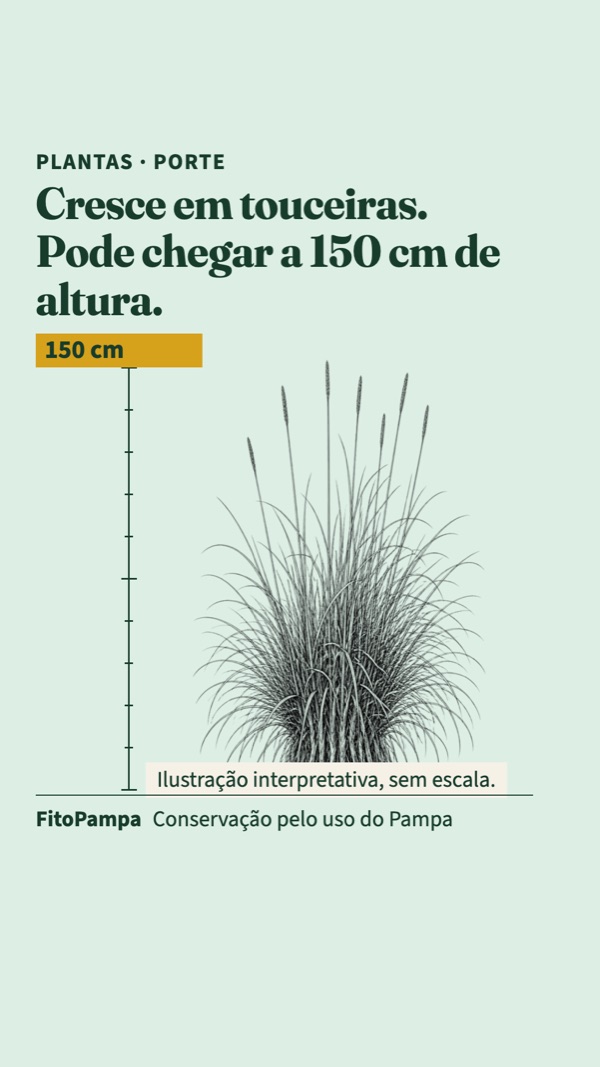 PLANTAS · PORTE
Cresce em touceiras.
Pode chegar a 150 cm de
altura.
150 cm
Ilustração interpretativa, sem escala.
FitoPampa Conservação pelo uso do Pampa